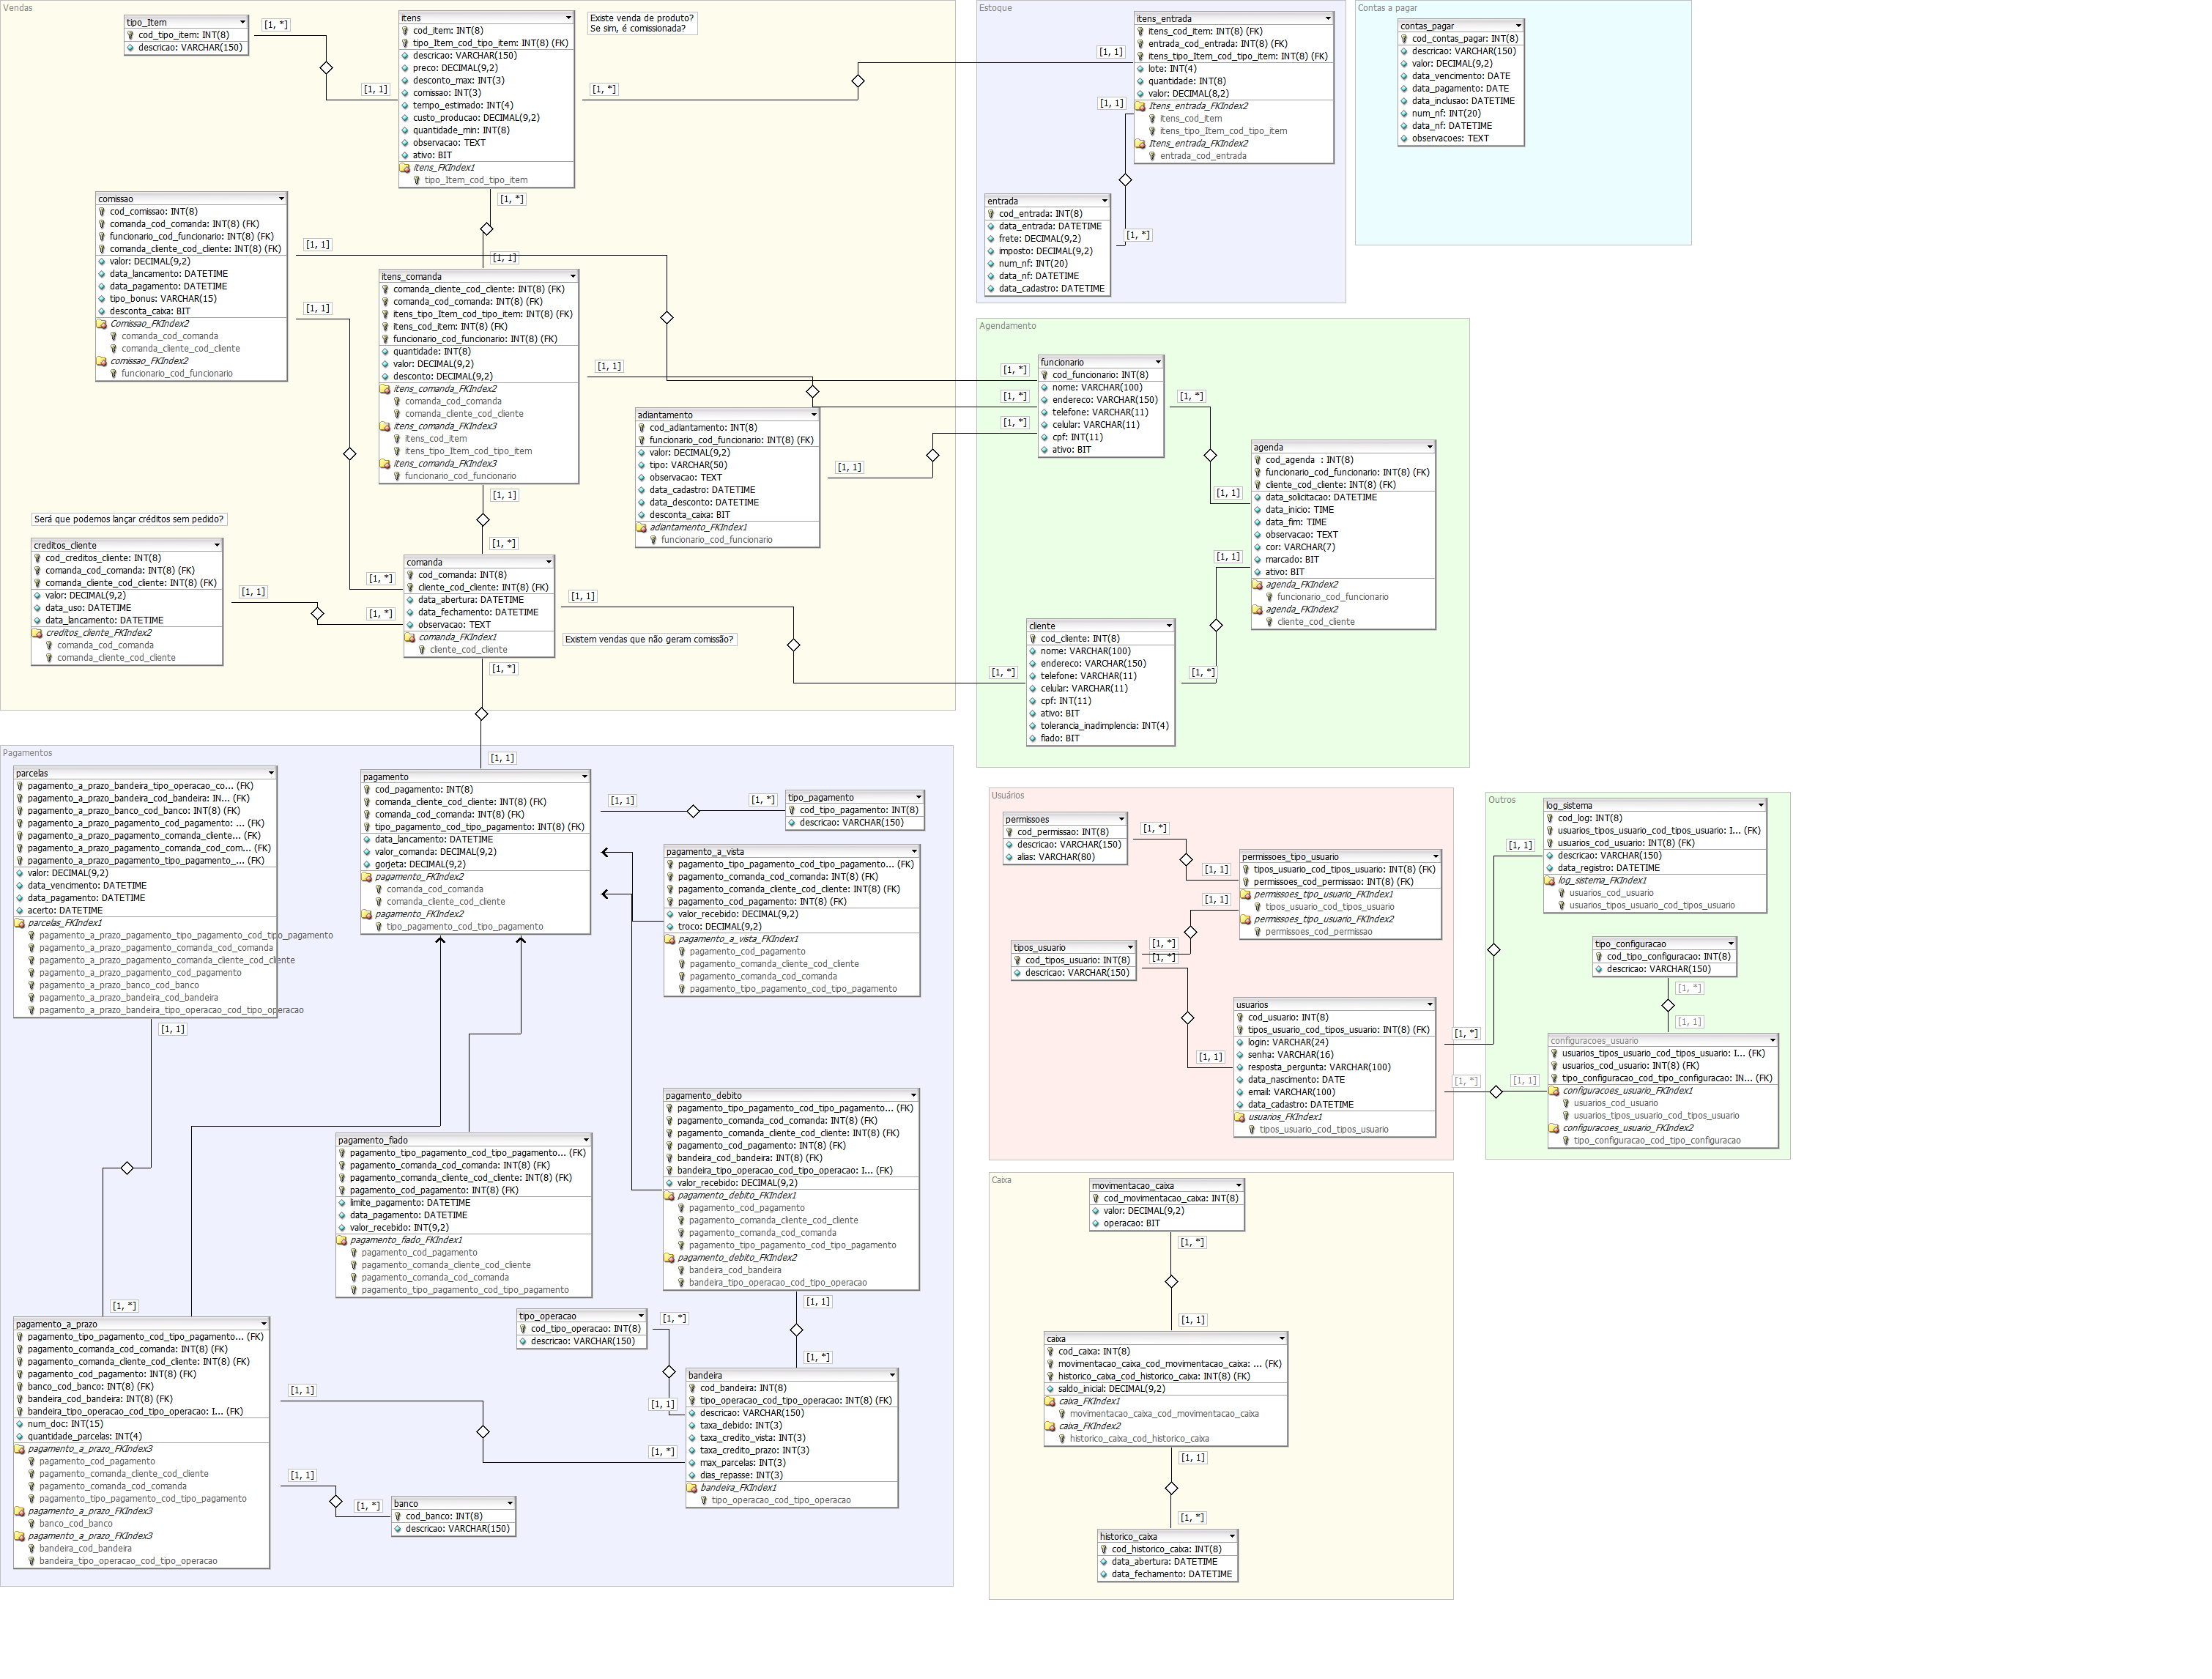 Vendas
tipo_Item
cod_tipo_item: INT(8)
descricao: VARCHAR(150)
[1, *]
[1, 1]
itens
cod_item: INT(8)
tipo_Item_cod_tipo_item: INT(8) (FK)
descricao: VARCHAR(150)
preco: DECIMAL(9,2)
desconto_max: INT(3)
comissao: INT(3)
tempo_estimado: INT(4)
custo_producao: DECIMAL(9,2)
quantidade_min: INT(8)
observacao: TEXT
ativo: BIT
itens_FKIndex1
tipo_Item_cod_tipo_item
Existe venda de produto?
Se sim, é comissionada?
[1, *]
[1, *]
[1, 1]
comissao
cod_comissao: INT(8)
comanda_cod_comanda: INT(8) (FK)
funcionario_cod_funcionario: INT(8) (FK)
comanda_cliente_cod_cliente: INT(8) (FK)
valor: DECIMAL(9,2)
data_lancamento: DATETIME
data_pagamento: DATETIME
tipo_bonus: VARCHAR(15)
desconta_caixa: BIT
Comissao_FKIndex2
comanda_cod_comanda
comanda_cliente_cod_cliente
comissao_FKIndex2
funcionario_cod_funcionario
[1, 1]
[1, 1]
itens_comanda
comanda_cliente_cod_cliente: INT(8) (FK)
comanda_cod_comanda: INT(8) (FK)
itens_tipo_Item_cod_tipo_item: INT(8) (FK)
itens_cod_item: INT(8) (FK)
funcionario_cod_funcionario: INT(8) (FK)
quantidade: INT(8)
valor: DECIMAL(9,2)
desconto: DECIMAL(9,2)
itens_comanda_FKIndex2
comanda_cod_comanda
comanda_cliente_cod_cliente
itens_comanda_FKIndex3
itens_cod_item
itens_tipo_Item_cod_tipo_item
itens_comanda_FKIndex3
funcionario_cod_funcionario
[1, 1]
[1, 1]
[1, *]
adiantamento
cod_adiantamento: INT(8)
funcionario_cod_funcionario: INT(8) (FK)
valor: DECIMAL(9,2)
tipo: VARCHAR(50)
observacao: TEXT
data_cadastro: DATETIME
data_desconto: DATETIME
desconta_caixa: BIT
adiantamento_FKIndex1
funcionario_cod_funcionario
[1, 1]
Será que podemos lançar créditos sem pedido?
creditos_cliente
cod_creditos_cliente: INT(8)
comanda_cod_comanda: INT(8) (FK)
comanda_cliente_cod_cliente: INT(8) (FK)
valor: DECIMAL(9,2)
data_uso: DATETIME
data_lancamento: DATETIME
creditos_cliente_FKIndex2
comanda_cod_comanda
comanda_cliente_cod_cliente
[1, 1]
[1, *]
[1, *]
comanda
cod_comanda: INT(8)
cliente_cod_cliente: INT(8) (FK)
data_abertura: DATETIME
data_fechamento: DATETIME
observacao: TEXT
comanda_FKIndex1
cliente_cod_cliente
[1, 1]
Existem vendas que não geram comissão?
[1, *]
Estoque
itens_entrada
itens_cod_item: INT(8) (FK)
entrada_cod_entrada: INT(8) (FK)
itens_tipo_Item_cod_tipo_item: INT(8) (FK)
lote: INT(4)
quantidade: INT(8)
valor: DECIMAL(8,2)
Itens_entrada_FKIndex2
itens_cod_item
itens_tipo_Item_cod_tipo_item
Itens_entrada_FKIndex2
entrada_cod_entrada
[1, 1]
[1, 1]
entrada
cod_entrada: INT(8)
data_entrada: DATETIME
frete: DECIMAL(9,2)
imposto: DECIMAL(9,2)
num_nf: INT(20)
data_nf: DATETIME
data_cadastro: DATETIME
[1, *]
Contas a pagar
contas_pagar
cod_contas_pagar: INT(8)
descricao: VARCHAR(150)
valor: DECIMAL(9,2)
data_vencimento: DATE
data_pagamento: DATE
data_inclusao: DATETIME
num_nf: INT(20)
data_nf: DATETIME
observacoes: TEXT
Agendamento
[1, *]
[1, *]
[1, *]
funcionario
cod_funcionario: INT(8)
nome: VARCHAR(100)
endereco: VARCHAR(150)
telefone: VARCHAR(11)
celular: VARCHAR(11)
cpf: INT(11)
ativo: BIT
[1, *]
[1, 1]
[1, 1]
agenda
cod_agenda : INT(8)
funcionario_cod_funcionario: INT(8) (FK)
cliente_cod_cliente: INT(8) (FK)
data_solicitacao: DATETIME
data_inicio: TIME
data_fim: TIME
observacao: TEXT
cor: VARCHAR(7)
marcado: BIT
ativo: BIT
agenda_FKIndex2
funcionario_cod_funcionario
agenda_FKIndex2
cliente_cod_cliente
cliente
cod_cliente: INT(8)
nome: VARCHAR(100)
endereco: VARCHAR(150)
telefone: VARCHAR(11)
celular: VARCHAR(11)
cpf: INT(11)
ativo: BIT
tolerancia_inadimplencia: INT(4)
fiado: BIT
[1, *]
[1, *]
Pagamentos
parcelas
pagamento_a_prazo_bandeira_tipo_operacao_co... (FK)
pagamento_a_prazo_bandeira_cod_bandeira: IN... (FK)
pagamento_a_prazo_banco_cod_banco: INT(8) (FK)
pagamento_a_prazo_pagamento_cod_pagamento: ... (FK)
pagamento_a_prazo_pagamento_comanda_cliente... (FK)
pagamento_a_prazo_pagamento_comanda_cod_com... (FK)
pagamento_a_prazo_pagamento_tipo_pagamento_... (FK)
valor: DECIMAL(9,2)
data_vencimento: DATETIME
data_pagamento: DATETIME
acerto: DATETIME
parcelas_FKIndex1
pagamento_a_prazo_pagamento_tipo_pagamento_cod_tipo_pagamento
pagamento_a_prazo_pagamento_comanda_cod_comanda
pagamento_a_prazo_pagamento_comanda_cliente_cod_cliente
pagamento_a_prazo_pagamento_cod_pagamento
pagamento_a_prazo_banco_cod_banco
pagamento_a_prazo_bandeira_cod_bandeira
pagamento_a_prazo_bandeira_tipo_operacao_cod_tipo_operacao
[1, 1]
[1, 1]
pagamento
cod_pagamento: INT(8)
comanda_cliente_cod_cliente: INT(8) (FK)
comanda_cod_comanda: INT(8) (FK)
tipo_pagamento_cod_tipo_pagamento: INT(8) (FK)
data_lancamento: DATETIME
valor_comanda: DECIMAL(9,2)
gorjeta: DECIMAL(9,2)
pagamento_FKIndex2
comanda_cod_comanda
comanda_cliente_cod_cliente
pagamento_FKIndex2
tipo_pagamento_cod_tipo_pagamento
[1, 1]
[1, *]
tipo_pagamento
cod_tipo_pagamento: INT(8)
descricao: VARCHAR(150)
pagamento_a_vista
pagamento_tipo_pagamento_cod_tipo_pagamento... (FK)
pagamento_comanda_cod_comanda: INT(8) (FK)
pagamento_comanda_cliente_cod_cliente: INT(8) (FK)
pagamento_cod_pagamento: INT(8) (FK)
valor_recebido: DECIMAL(9,2)
troco: DECIMAL(9,2)
pagamento_a_vista_FKIndex1
pagamento_cod_pagamento
pagamento_comanda_cliente_cod_cliente
pagamento_comanda_cod_comanda
pagamento_tipo_pagamento_cod_tipo_pagamento
pagamento_debito
pagamento_tipo_pagamento_cod_tipo_pagamento... (FK)
pagamento_comanda_cod_comanda: INT(8) (FK)
pagamento_comanda_cliente_cod_cliente: INT(8) (FK)
pagamento_cod_pagamento: INT(8) (FK)
bandeira_cod_bandeira: INT(8) (FK)
bandeira_tipo_operacao_cod_tipo_operacao: I... (FK)
valor_recebido: DECIMAL(9,2)
pagamento_debito_FKIndex1
pagamento_cod_pagamento
pagamento_comanda_cliente_cod_cliente
pagamento_comanda_cod_comanda
pagamento_tipo_pagamento_cod_tipo_pagamento
pagamento_debito_FKIndex2
bandeira_cod_bandeira
bandeira_tipo_operacao_cod_tipo_operacao
[1, 1]
pagamento_fiado
pagamento_tipo_pagamento_cod_tipo_pagamento... (FK)
pagamento_comanda_cod_comanda: INT(8) (FK)
pagamento_comanda_cliente_cod_cliente: INT(8) (FK)
pagamento_cod_pagamento: INT(8) (FK)
limite_pagamento: DATETIME
data_pagamento: DATETIME
valor_recebido: INT(9,2)
pagamento_fiado_FKIndex1
pagamento_cod_pagamento
pagamento_comanda_cliente_cod_cliente
pagamento_comanda_cod_comanda
pagamento_tipo_pagamento_cod_tipo_pagamento
[1, *]
pagamento_a_prazo
pagamento_tipo_pagamento_cod_tipo_pagamento... (FK)
pagamento_comanda_cod_comanda: INT(8) (FK)
pagamento_comanda_cliente_cod_cliente: INT(8) (FK)
pagamento_cod_pagamento: INT(8) (FK)
banco_cod_banco: INT(8) (FK)
bandeira_cod_bandeira: INT(8) (FK)
bandeira_tipo_operacao_cod_tipo_operacao: I... (FK)
num_doc: INT(15)
quantidade_parcelas: INT(4)
pagamento_a_prazo_FKIndex3
pagamento_cod_pagamento
pagamento_comanda_cliente_cod_cliente
pagamento_comanda_cod_comanda
pagamento_tipo_pagamento_cod_tipo_pagamento
pagamento_a_prazo_FKIndex3
banco_cod_banco
pagamento_a_prazo_FKIndex3
bandeira_cod_bandeira
bandeira_tipo_operacao_cod_tipo_operacao
[1, 1]
[1, 1]
[1, *]
banco
cod_banco: INT(8)
descricao: VARCHAR(150)
tipo_operacao
cod_tipo_operacao: INT(8)
descricao: VARCHAR(150)
[1, *]
[1, *]
[1, 1]
[1, *]
bandeira
cod_bandeira: INT(8)
tipo_operacao_cod_tipo_operacao: INT(8) (FK)
descricao: VARCHAR(150)
taxa_debido: INT(3)
taxa_credito_vista: INT(3)
taxa_credito_prazo: INT(3)
max_parcelas: INT(3)
dias_repasse: INT(3)
bandeira_FKIndex1
tipo_operacao_cod_tipo_operacao
Usuários
permissoes
cod_permissao: INT(8)
descricao: VARCHAR(150)
alias: VARCHAR(80)
[1, *]
[1, 1]
[1, 1]
permissoes_tipo_usuario
tipos_usuario_cod_tipos_usuario: INT(8) (FK)
permissoes_cod_permissao: INT(8) (FK)
permissoes_tipo_usuario_FKIndex1
tipos_usuario_cod_tipos_usuario
permissoes_tipo_usuario_FKIndex2
permissoes_cod_permissao
tipos_usuario
cod_tipos_usuario: INT(8)
descricao: VARCHAR(150)
[1, *]
[1, *]
[1, 1]
usuarios
cod_usuario: INT(8)
tipos_usuario_cod_tipos_usuario: INT(8) (FK)
login: VARCHAR(24)
senha: VARCHAR(16)
resposta_pergunta: VARCHAR(100)
data_nascimento: DATE
email: VARCHAR(100)
data_cadastro: DATETIME
usuarios_FKIndex1
tipos_usuario_cod_tipos_usuario
[1, *]
[1, *]
Outros
log_sistema
cod_log: INT(8)
usuarios_tipos_usuario_cod_tipos_usuario: I... (FK)
usuarios_cod_usuario: INT(8) (FK)
descricao: VARCHAR(150)
data_registro: DATETIME
log_sistema_FKIndex1
usuarios_cod_usuario
usuarios_tipos_usuario_cod_tipos_usuario
[1, 1]
tipo_configuracao
cod_tipo_configuracao: INT(8)
descricao: VARCHAR(150)
[1, *]
[1, 1]
[1, 1]
configuracoes_usuario
usuarios_tipos_usuario_cod_tipos_usuario: I... (FK)
usuarios_cod_usuario: INT(8) (FK)
tipo_configuracao_cod_tipo_configuracao: IN... (FK)
configuracoes_usuario_FKIndex1
usuarios_cod_usuario
usuarios_tipos_usuario_cod_tipos_usuario
configuracoes_usuario_FKIndex2
tipo_configuracao_cod_tipo_configuracao
Caixa
movimentacao_caixa
cod_movimentacao_caixa: INT(8)
valor: DECIMAL(9,2)
operacao: BIT
[1, *]
[1, 1]
caixa
cod_caixa: INT(8)
movimentacao_caixa_cod_movimentacao_caixa: ... (FK)
historico_caixa_cod_historico_caixa: INT(8) (FK)
saldo_inicial: DECIMAL(9,2)
caixa_FKIndex1
movimentacao_caixa_cod_movimentacao_caixa
caixa_FKIndex2
historico_caixa_cod_historico_caixa
[1, 1]
[1, *]
historico_caixa
cod_historico_caixa: INT(8)
data_abertura: DATETIME
data_fechamento: DATETIME